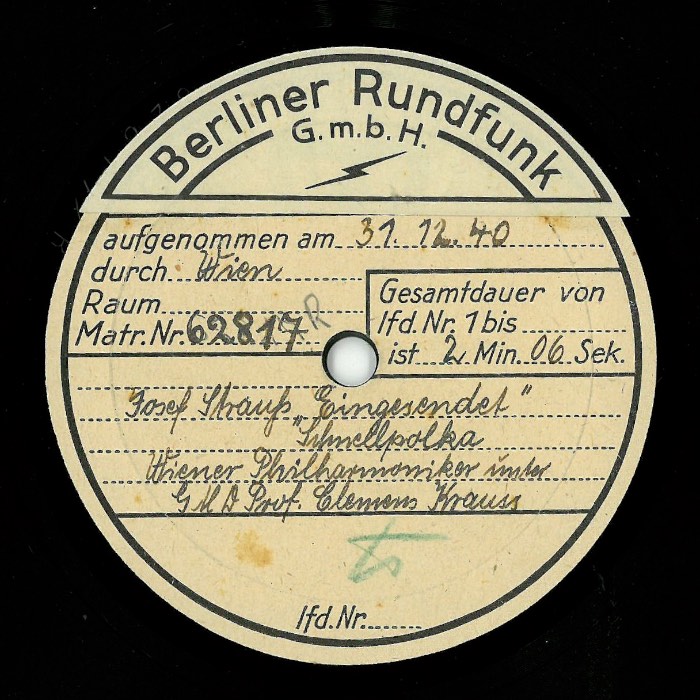 Berliner Rundfunk
G.m.b.H.
aufgenommen am 31. 12. 40
durch Wien
Raum
Matr. Nr. 62817 R
Gesamtdauer von
lfd. Nr. 1 bis
ist 2 Min. 06 Sek.
Josef Strauß „Eingesendet"
Schnellpolka
Wiener Philharmoniker unter
G M D Prof. Clemens Krauss
lfd. Nr.